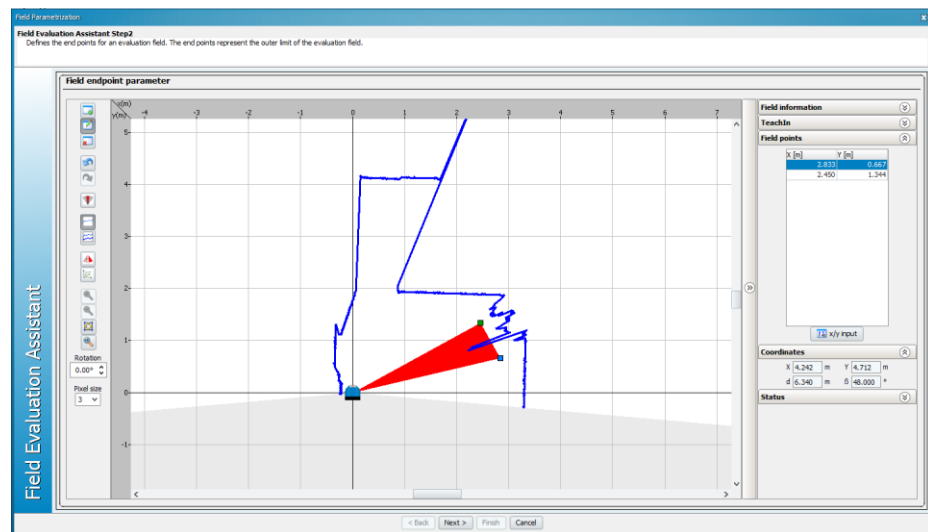 Field Parametrization
Field Evaluation Assistant Step2
Defines the end points for an evaluation field. The end points represent the outer limit of the evaluation field.
Field Evaluation Assistant
Field endpoint parameter
x(m)
y(m)
-4 -3 -2 -1 0 1 2 3 4 5 6 7
5
4
3
2
1
0
-1
Rotation
0.00°
Pixel size
3
Field information
TeachIn
Field points
X [m] Y [m]
2.833 0.667
2.450 1.344
x/y input
Coordinates
X 4.242 m Y 4.712 m
d 6.340 m ß 48.000 °
Status
< Back Next > Finish Cancel